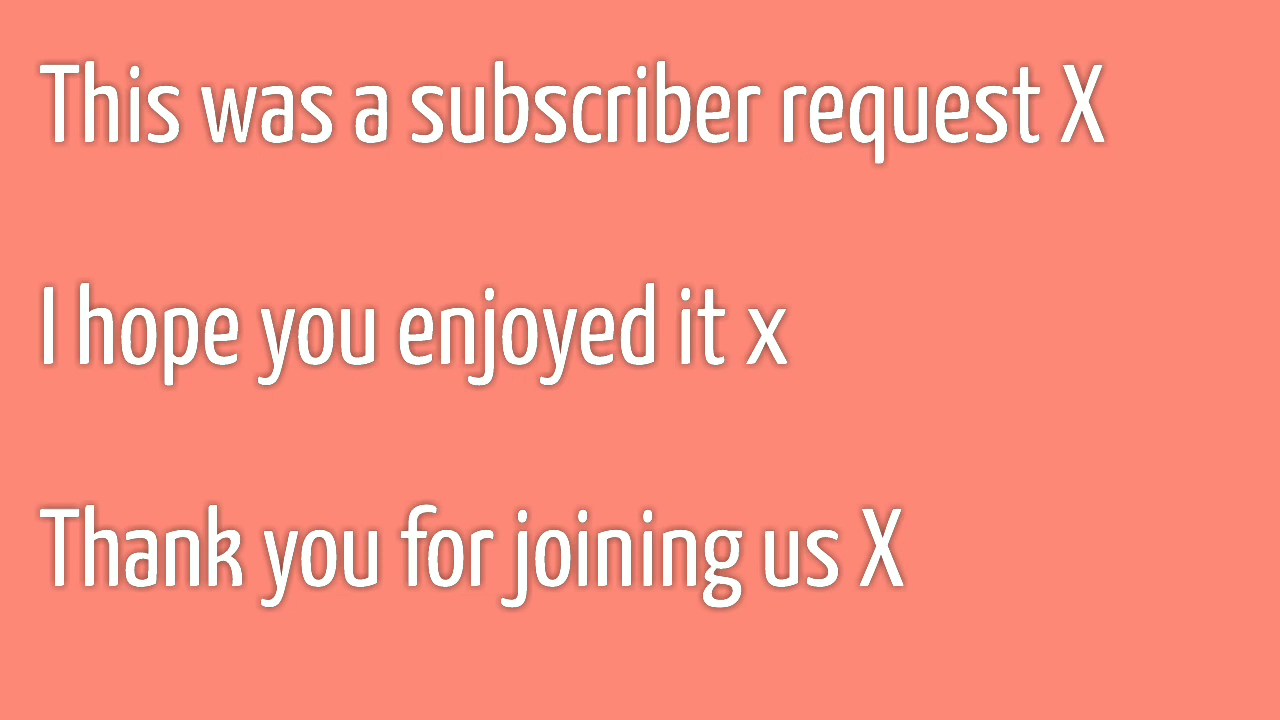 This was a subscriber request X
I hope you enjoyed it x
Thank you for joining us X